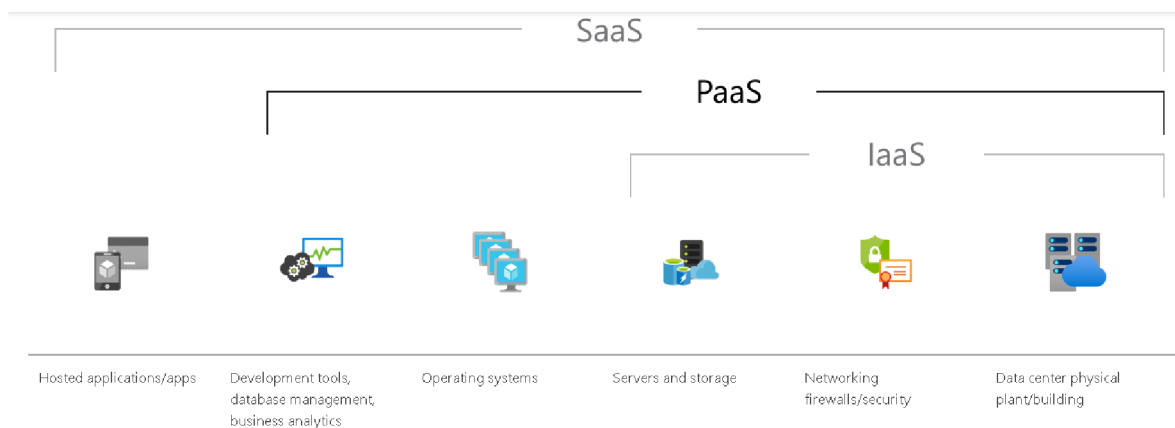 SaaS
PaaS
IaaS
Hosted applications/apps
Development tools,
database management,
business analytics
Operating systems
Servers and storage
Networking
firewalls/security
Data center physical
plant/building